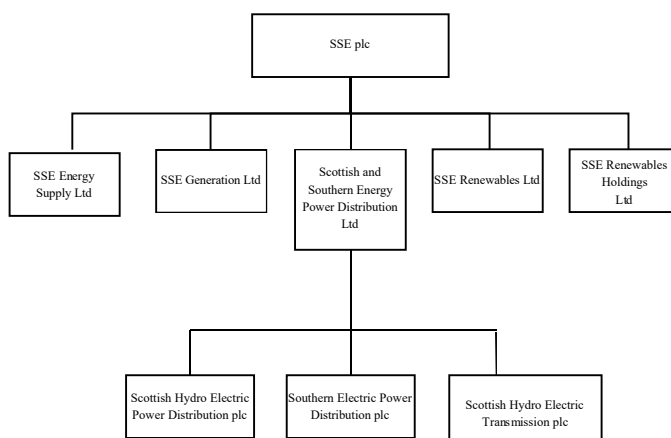 SSE plc
SSE Energy
Supply Ltd
SSE Generation Ltd
Scottish and
Southern Energy
Power Distribution
Ltd
SSE Renewables Ltd
SSE Renewables
Holdings
Ltd
Scottish Hydro Electric
Power Distribution plc
Southern Electric Power
Distribution plc
Scottish Hydro Electric
Transmission plc